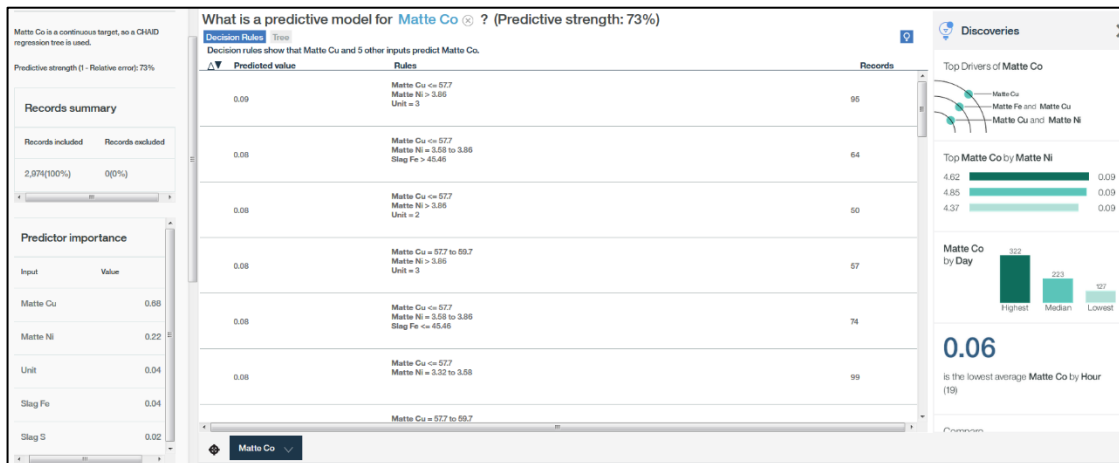 What is a predictive model for Matte Co ? (Predictive strength: 73%)
Matte Co is a continuous target, so a CHAID
regression tree is used.
Predictive strength (1 - Relative error): 73%
Records summary
Records included Records excluded
2,974(100%) 0(0%)
Predictor importance
Input Value
Matte Cu 0.68
Matte Ni 0.22
Unit 0.04
Slag Fe 0.04
Slag S 0.02
Decision Rules Tree
Decision rules show that Matte Cu and 5 other inputs predict Matte Co.
Predicted value Rules Records
Matte Cu <= 57.7
0.09 Matte Ni > 3.86 95
Unit = 3
Matte Cu <= 57.7
0.08 Matte Ni = 3.58 to 3.86 64
Slag Fe > 45.46
Matte Cu <= 57.7
0.08 Matte Ni > 3.86 50
Unit = 2
Matte Cu = 57.7 to 59.7
0.08 Matte Ni > 3.86 57
Unit = 3
Matte Cu <= 57.7
0.08 Matte Ni = 3.58 to 3.86 74
Slag Fe <= 45.46
Matte Cu <= 57.7
0.08 Matte Ni = 3.32 to 3.58 99
Matte Cu = 57.7 to 59.7
Matte Co
Discoveries
Top Drivers of Matte Co
Matte Cu
Matte Fe and Matte Cu
Matte Cu and Matte Ni
Top Matte Co by Matte Ni
4.62 0.09
4.85 0.09
4.37 0.09
Matte Co
by Day
322
223
127
Highest Median Lowest
0.06
is the lowest average Matte Co by Hour
(19)
Compare